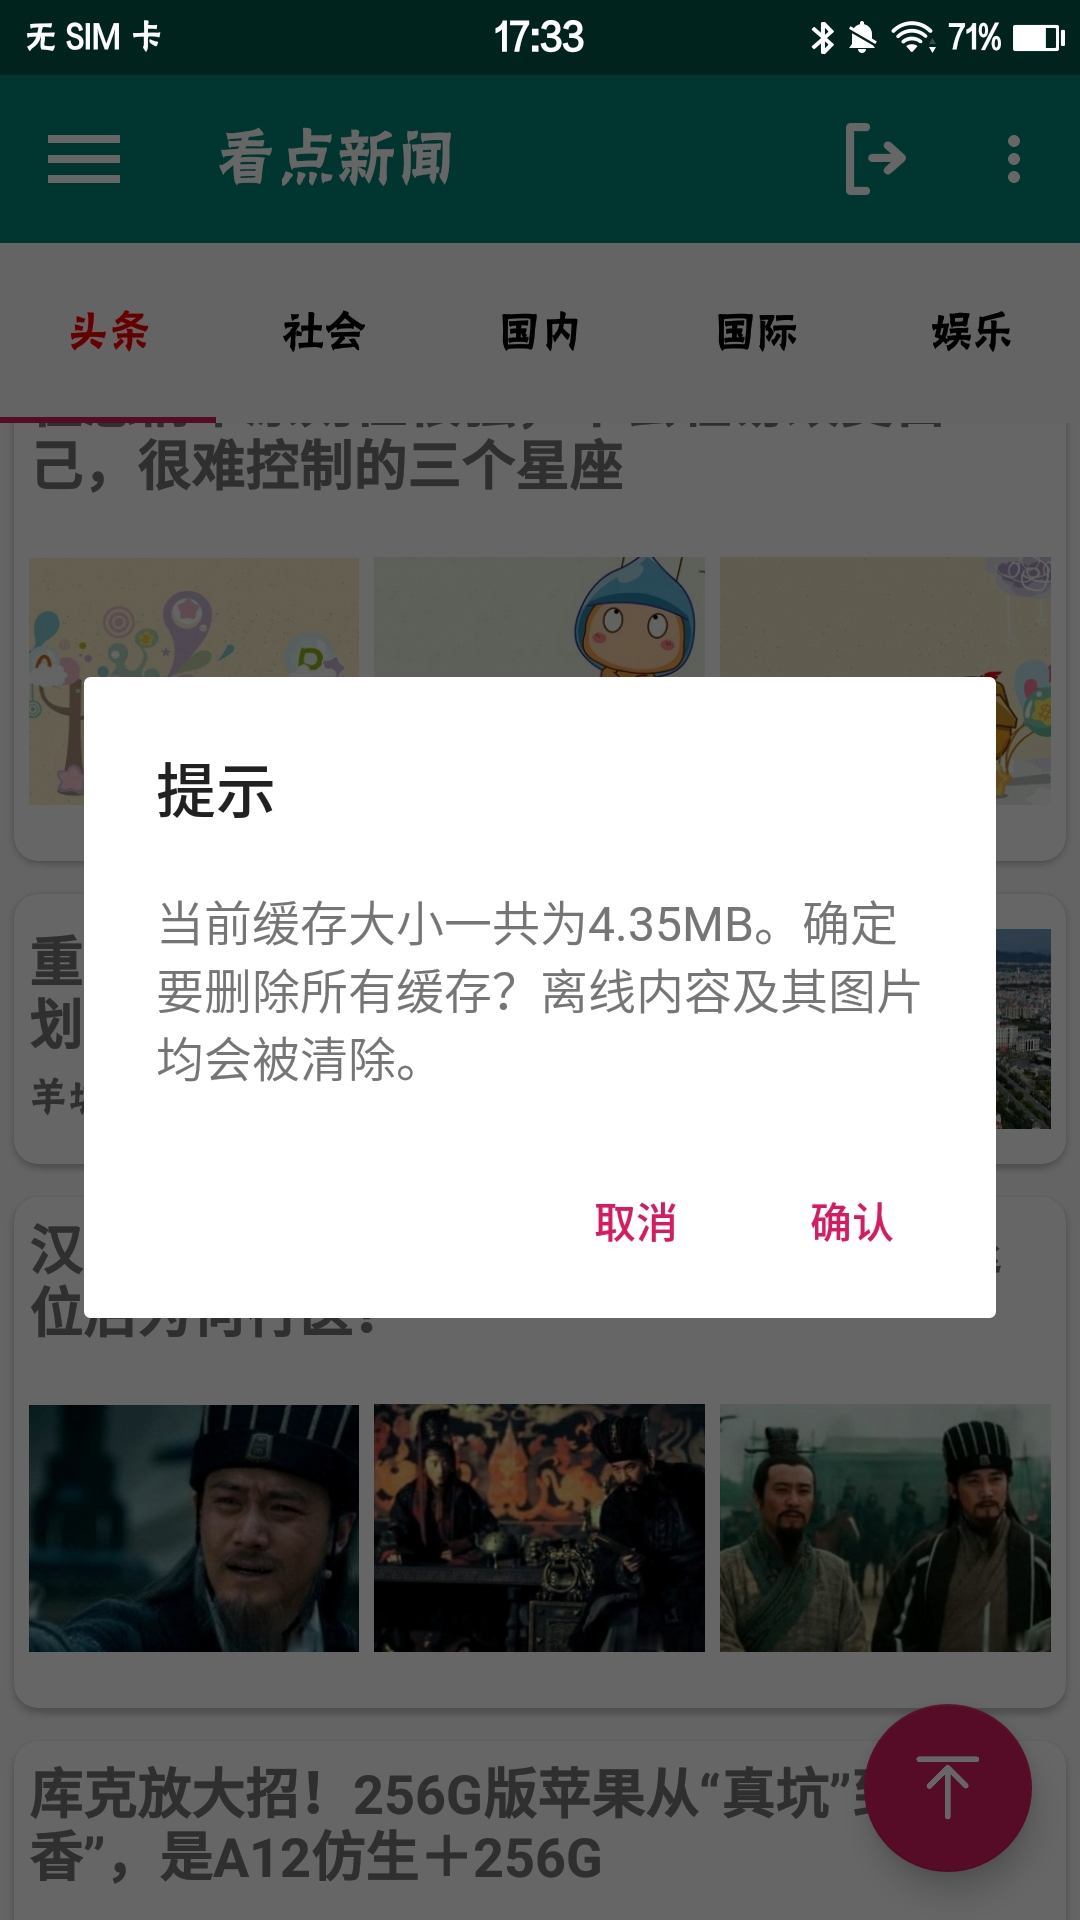 无 SIM 卡 17:33 71%
看点新闻
头条 社会 国内 国际 娱乐
己，很难控制的三个星座
提示
当前缓存大小一共为4.35MB。确定
要删除所有缓存？离线内容及其图片
均会被清除。
取消 确认
重
划
羊
汉
位后为何
库克放大招！256G版苹果从“真坑”
香”，是A12仿生＋256G